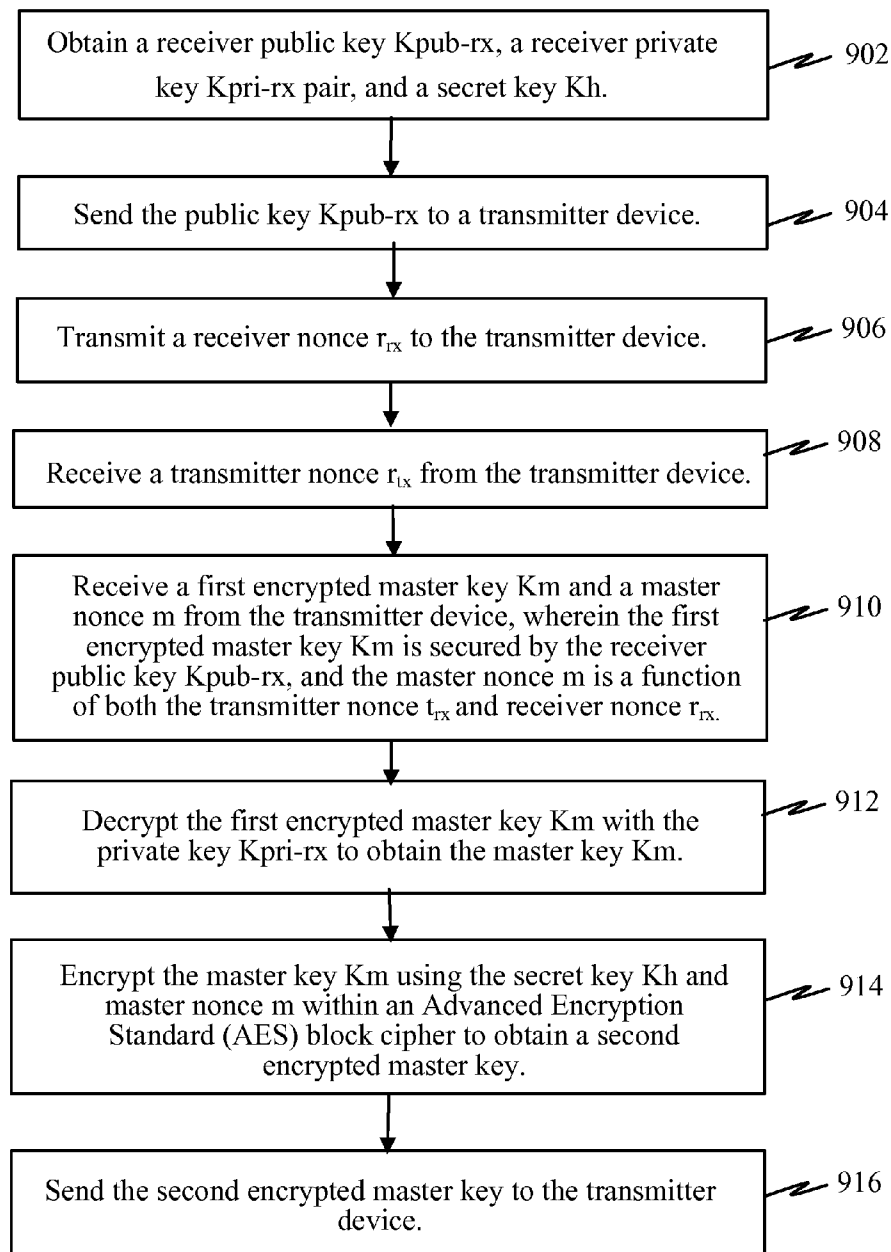 Obtain a receiver public key Kpub-rx, a receiver private
key Kpri-rx pair, and a secret key Kh.
902
Send the public key Kpub-rx to a transmitter device.
904
Transmit a receiver nonce r_rx to the transmitter device.
906
Receive a transmitter nonce r_tx from the transmitter device.
908
Receive a first encrypted master key Km and a master
nonce m from the transmitter device, wherein the first
encrypted master key Km is secured by the receiver
public key Kpub-rx, and the master nonce m is a function
of both the transmitter nonce t_rx and receiver nonce r_rx.
910
Decrypt the first encrypted master key Km with the
private key Kpri-rx to obtain the master key Km.
912
Encrypt the master key Km using the secret key Kh and
master nonce m within an Advanced Encryption
Standard (AES) block cipher to obtain a second
encrypted master key.
914
Send the second encrypted master key to the transmitter
device.
916